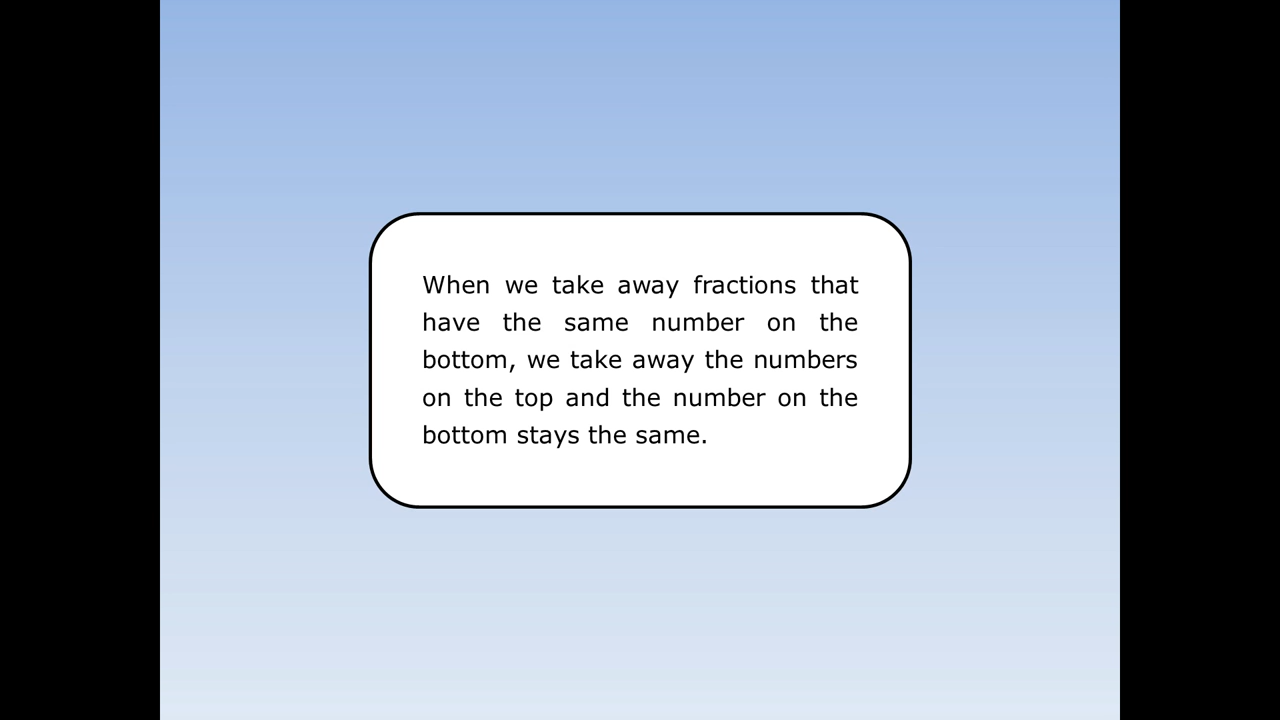 When we take away fractions that
have the same number on the
bottom, we take away the numbers
on the top and the number on the
bottom stays the same.